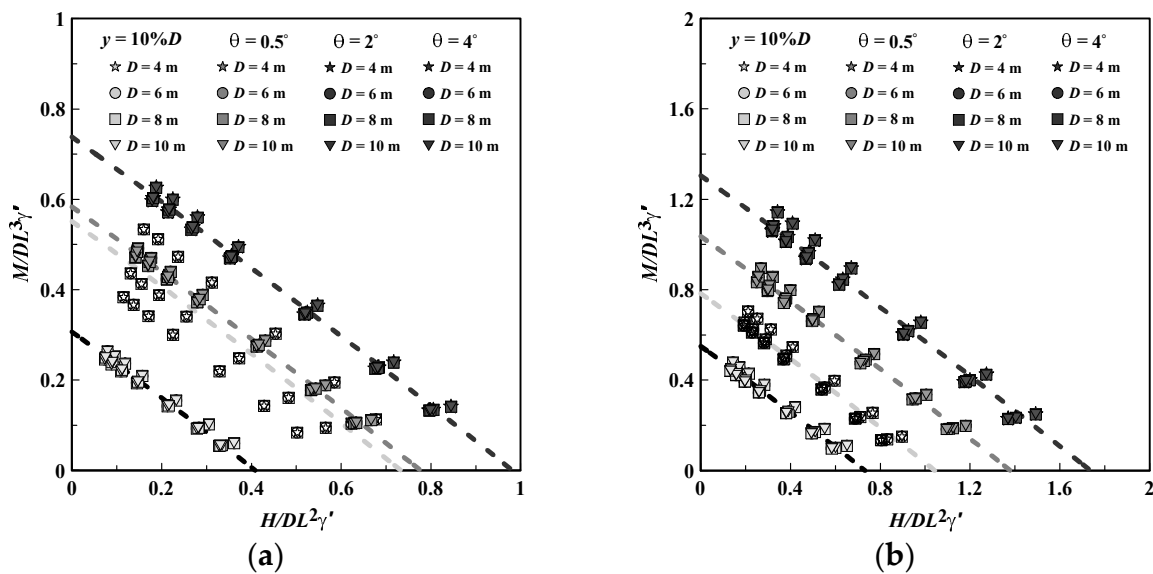 1
0.8
0.6
0.4
0.2
0
0 0.2 0.4 0.6 0.8 1
M/DL³γ'
H/DL²γ'
y = 10%D θ = 0.5° θ = 2° θ = 4°
D = 4 m D = 4 m D = 4 m D = 4 m
D = 6 m D = 6 m D = 6 m D = 6 m
D = 8 m D = 8 m D = 8 m D = 8 m
D = 10 m D = 10 m D = 10 m D = 10 m
(a)
2
1.6
1.2
0.8
0.4
0
0 0.4 0.8 1.2 1.6 2
M/DL³γ'
H/DL²γ'
y = 10%D θ = 0.5° θ = 2° θ = 4°
D = 4 m D = 4 m D = 4 m D = 4 m
D = 6 m D = 6 m D = 6 m D = 6 m
D = 8 m D = 8 m D = 8 m D = 8 m
D = 10 m D = 10 m D = 10 m D = 10 m
(b)